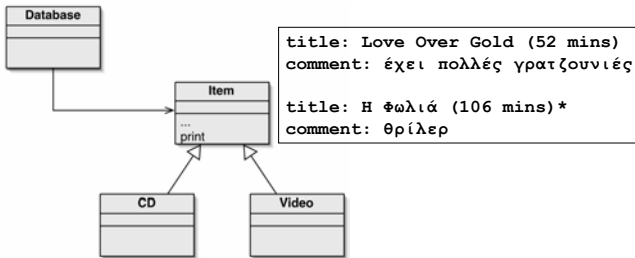 Database
title: Love Over Gold (52 mins)
comment: έχει πολλές γρατζουνιές
title: Η Φωλιά (106 mins)*
comment: θρίλερ
Item
...
print
CD
Video